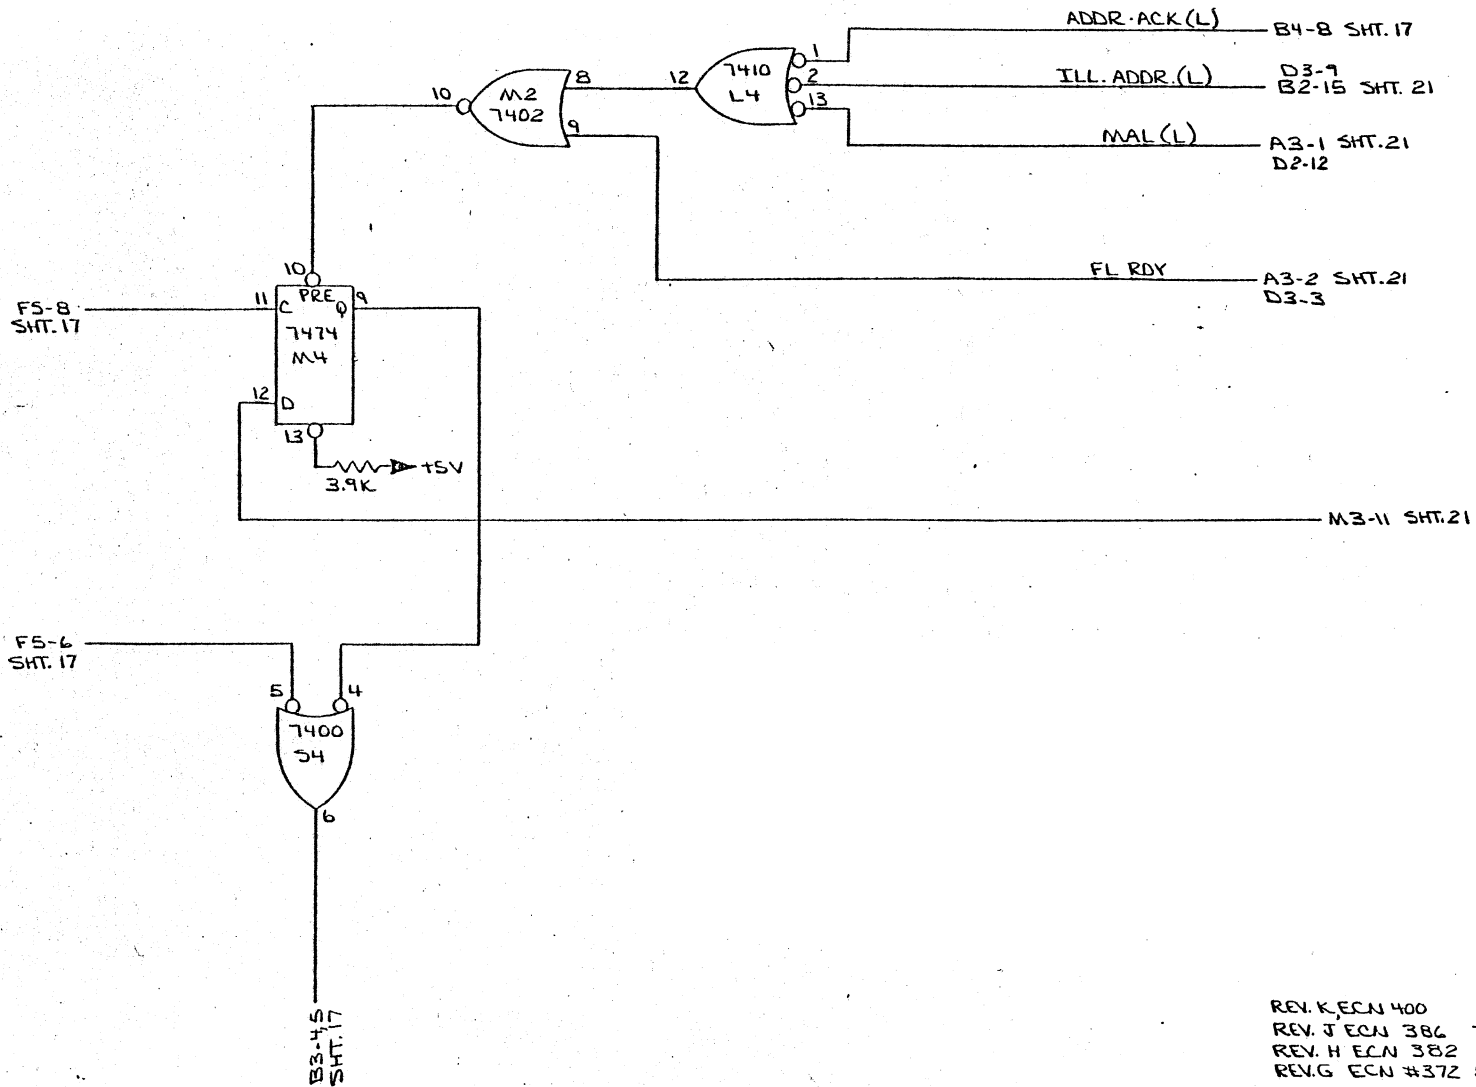 ADDR. ACK (L)
B4-8 SHT. 17
1
7410
L4
12
2
13
ILL. ADDR. (L)
D3-9
B2-15 SHT. 21
MAL (L)
A3-1 SHT. 21
D2-12
8
M2
7402
10
9
FL RDY
A3-2 SHT. 21
D3-3
10
PRE
F5-8
SHT. 17
11
C
Q
9
7474
M4
12
D
13
+5V
3.9K
M3-11 SHT. 21
F5-6
SHT. 17
5
4
7400
S4
6
B3-4,5
SHT. 17
REV. K, ECN 400
REV. J ECN 386
REV. H ECN 382
REV. G ECN #372